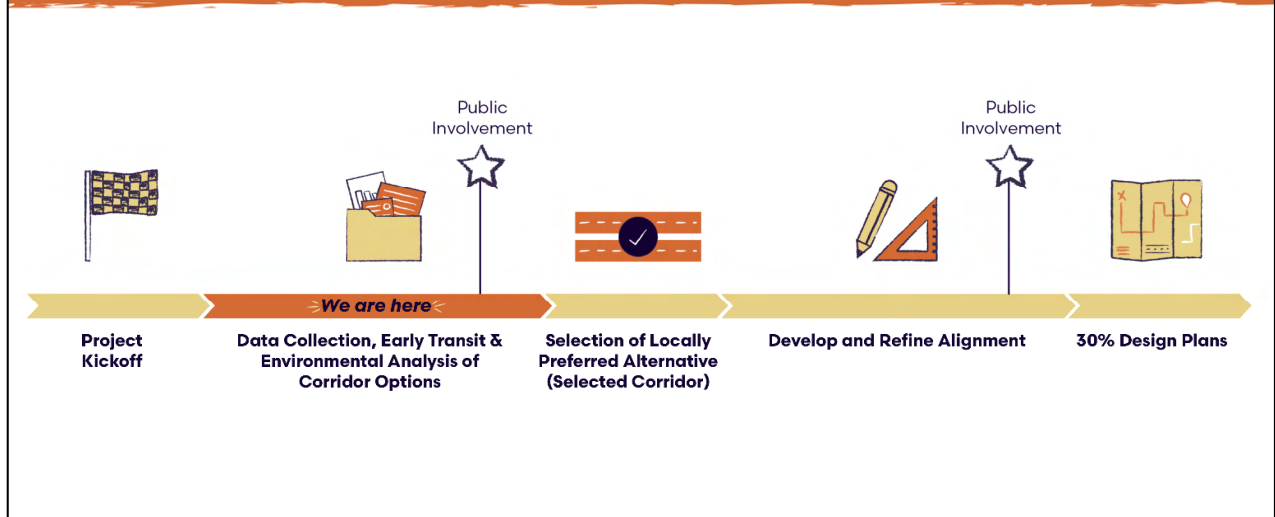 Public
Involvement
Public
Involvement
We are here
Project
Kickoff
Data Collection, Early Transit &
Environmental Analysis of
Corridor Options
Selection of Locally
Preferred Alternative
(Selected Corridor)
Develop and Refine Alignment
30% Design Plans